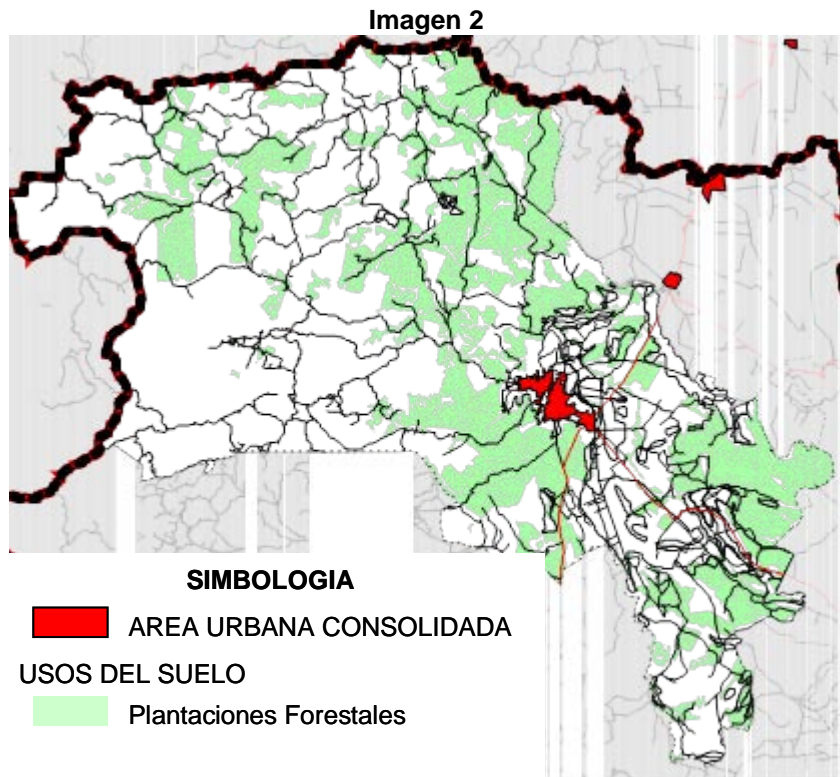 Imagen 2
SIMBOLOGIA
AREA URBANA CONSOLIDADA
USOS DEL SUELO
Plantaciones Forestales